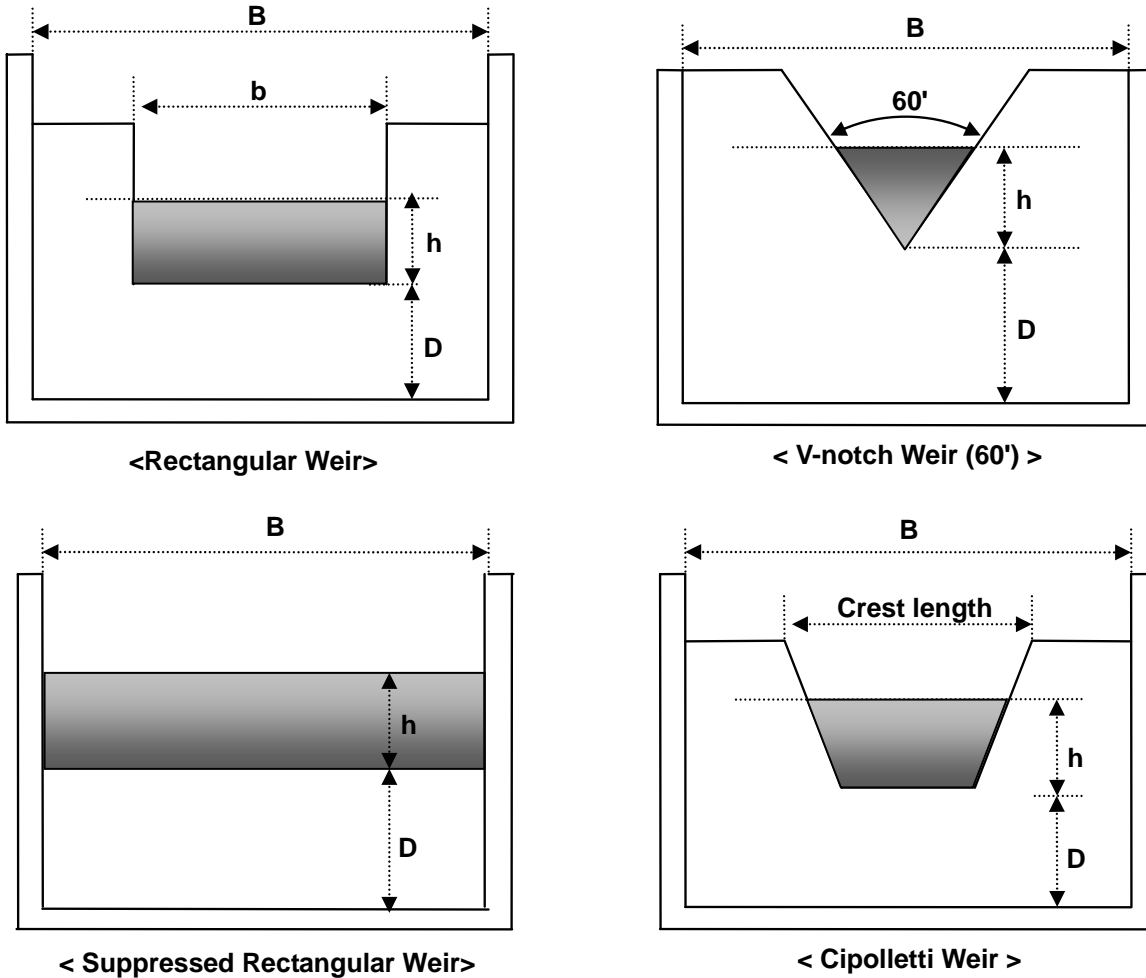 B
b
h
D
<Rectangular Weir>
B
60'
h
D
< V-notch Weir (60') >
B
h
D
< Suppressed Rectangular Weir>
B
Crest length
h
D
< Cipolletti Weir >